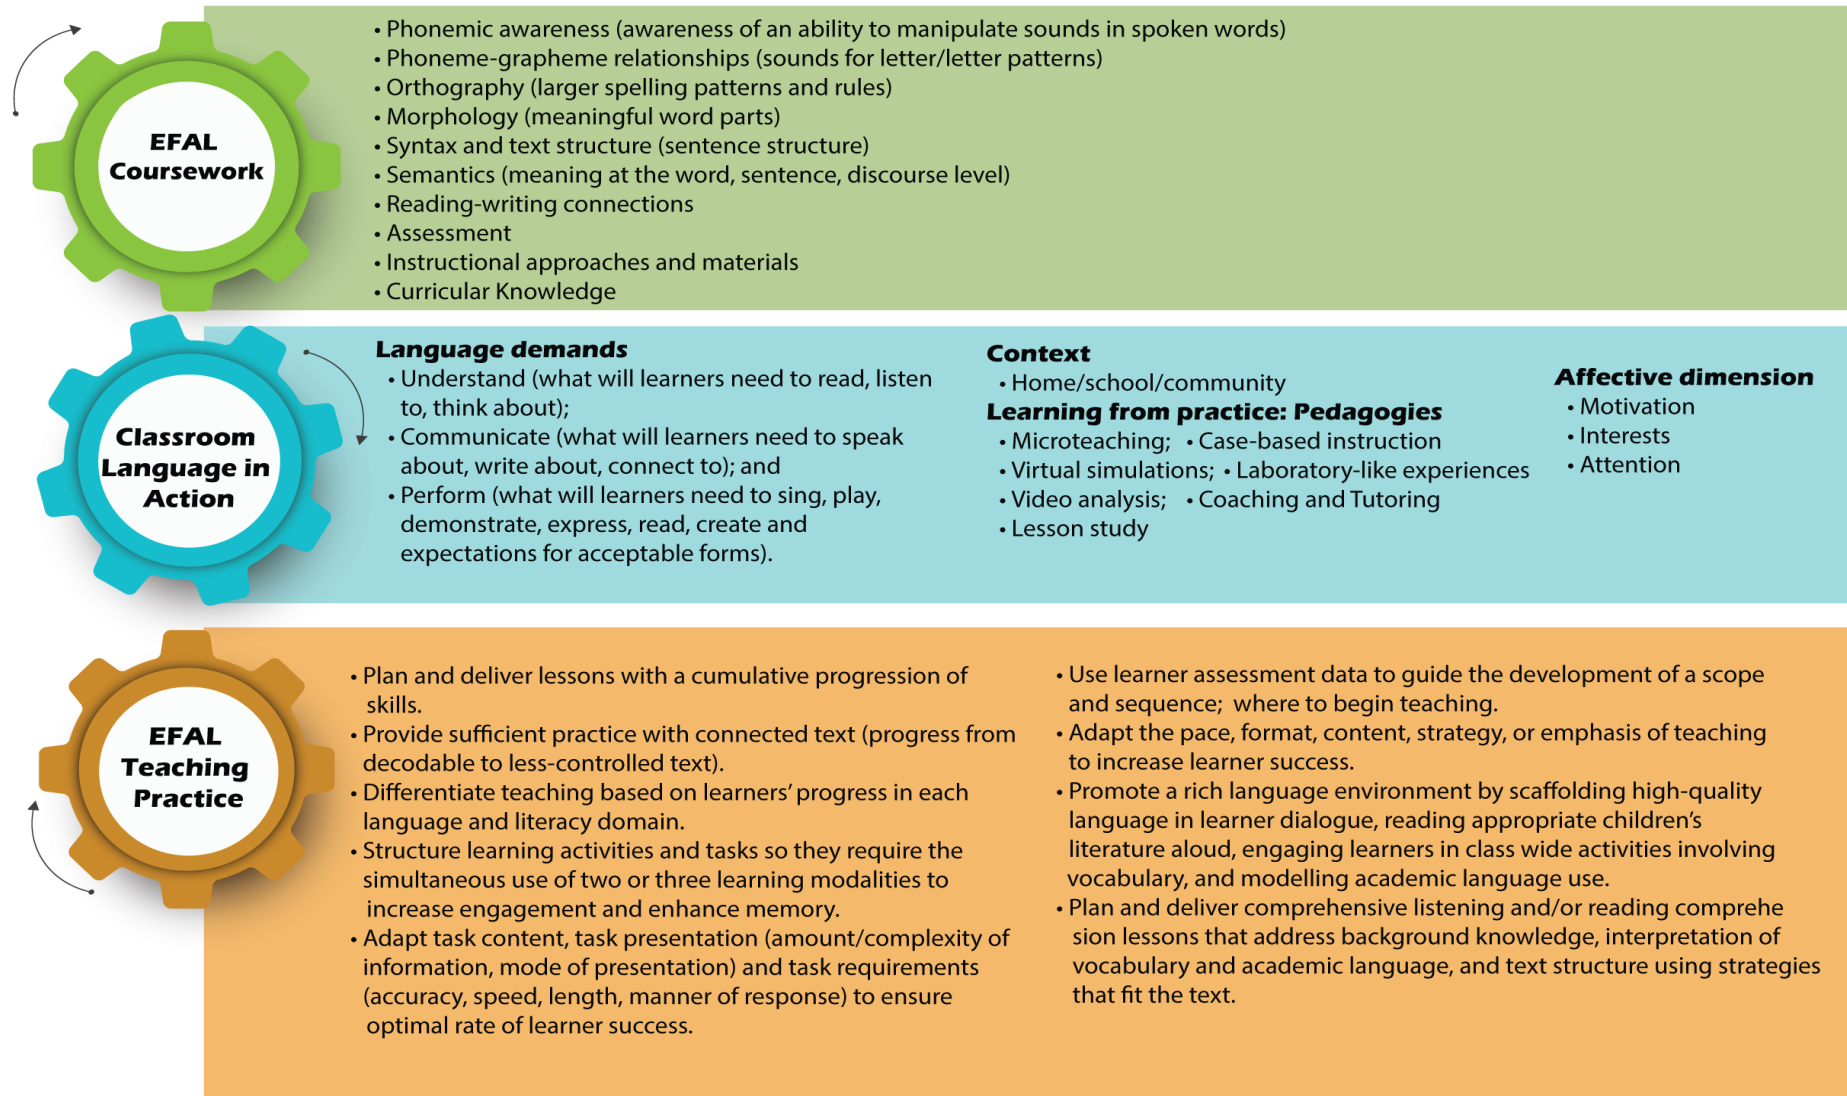 EFAL
Coursework
• Phonemic awareness (awareness of an ability to manipulate sounds in spoken words)
• Phoneme-grapheme relationships (sounds for letter/letter patterns)
• Orthography (larger spelling patterns and rules)
• Morphology (meaningful word parts)
• Syntax and text structure (sentence structure)
• Semantics (meaning at the word, sentence, discourse level)
• Reading-writing connections
• Assessment
• Instructional approaches and materials
• Curricular Knowledge
Classroom
Language in
Action
Language demands
• Understand (what will learners need to read, listen
to, think about);
• Communicate (what will learners need to speak
about, write about, connect to); and
• Perform (what will learners need to sing, play,
demonstrate, express, read, create and
expectations for acceptable forms).
Context
• Home/school/community
Learning from practice: Pedagogies
• Microteaching; • Case-based instruction
• Virtual simulations; • Laboratory-like experiences
• Video analysis; • Coaching and Tutoring
• Lesson study
Affective dimension
• Motivation
• Interests
• Attention
EFAL
Teaching
Practice
• Plan and deliver lessons with a cumulative progression of
skills.
• Provide sufficient practice with connected text (progress from
decodable to less-controlled text).
• Differentiate teaching based on learners’ progress in each
language and literacy domain.
• Structure learning activities and tasks so they require the
simultaneous use of two or three learning modalities to
increase engagement and enhance memory.
• Adapt task content, task presentation (amount/complexity of
information, mode of presentation) and task requirements
(accuracy, speed, length, manner of response) to ensure
optimal rate of learner success.
• Use learner assessment data to guide the development of a scope
and sequence; where to begin teaching.
• Adapt the pace, format, content, strategy, or emphasis of teaching
to increase learner success.
• Promote a rich language environment by scaffolding high-quality
language in learner dialogue, reading appropriate children’s
literature aloud, engaging learners in class wide activities involving
vocabulary, and modelling academic language use.
• Plan and deliver comprehensive listening and/or reading comprehe
sion lessons that address background knowledge, interpretation of
vocabulary and academic language, and text structure using strategies
that fit the text.